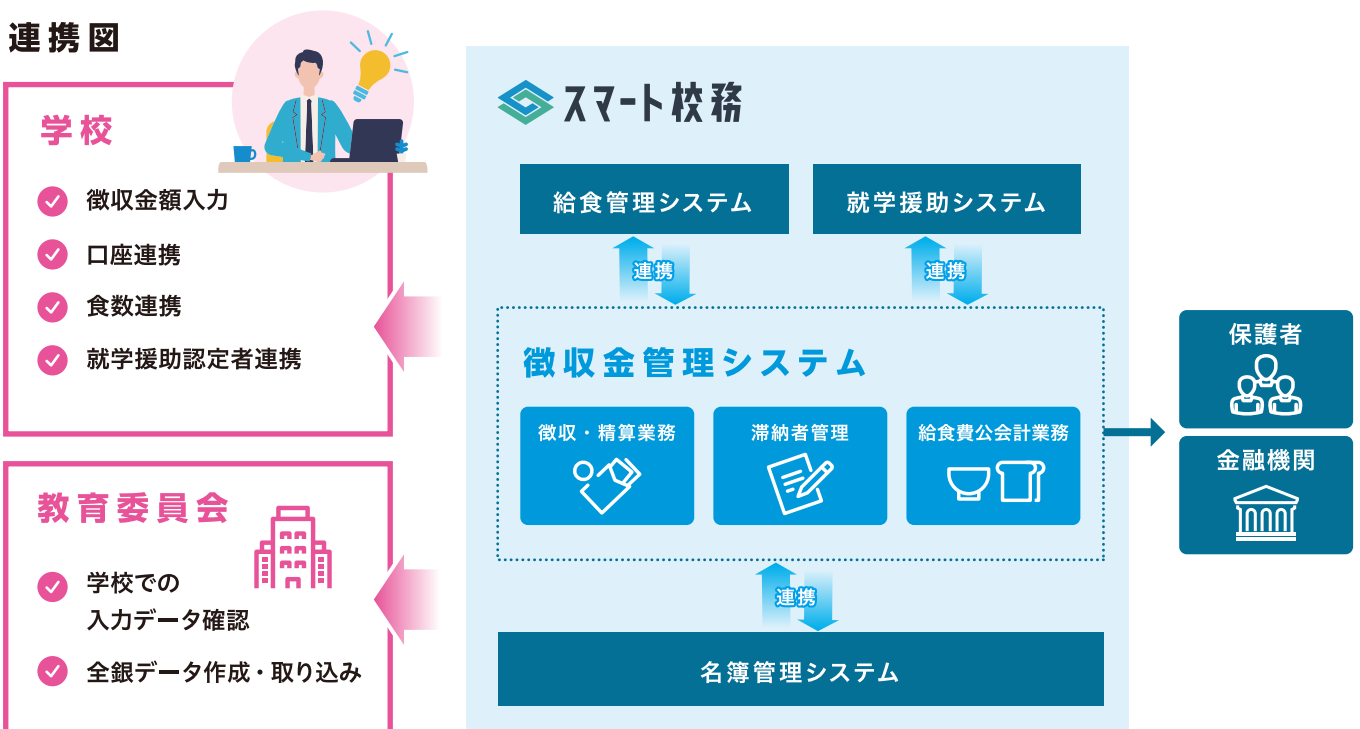 連携図
学校
徴収金額入力
口座連携
食数連携
就学援助認定者連携
教育委員会
学校での
入力データ確認
全銀データ作成・取り込み
スマート校務
給食管理システム
就学援助システム
連携
連携
徴収金管理システム
徴収・精算業務
滞納者管理
給食費公会計業務
連携
名簿管理システム
保護者
金融機関